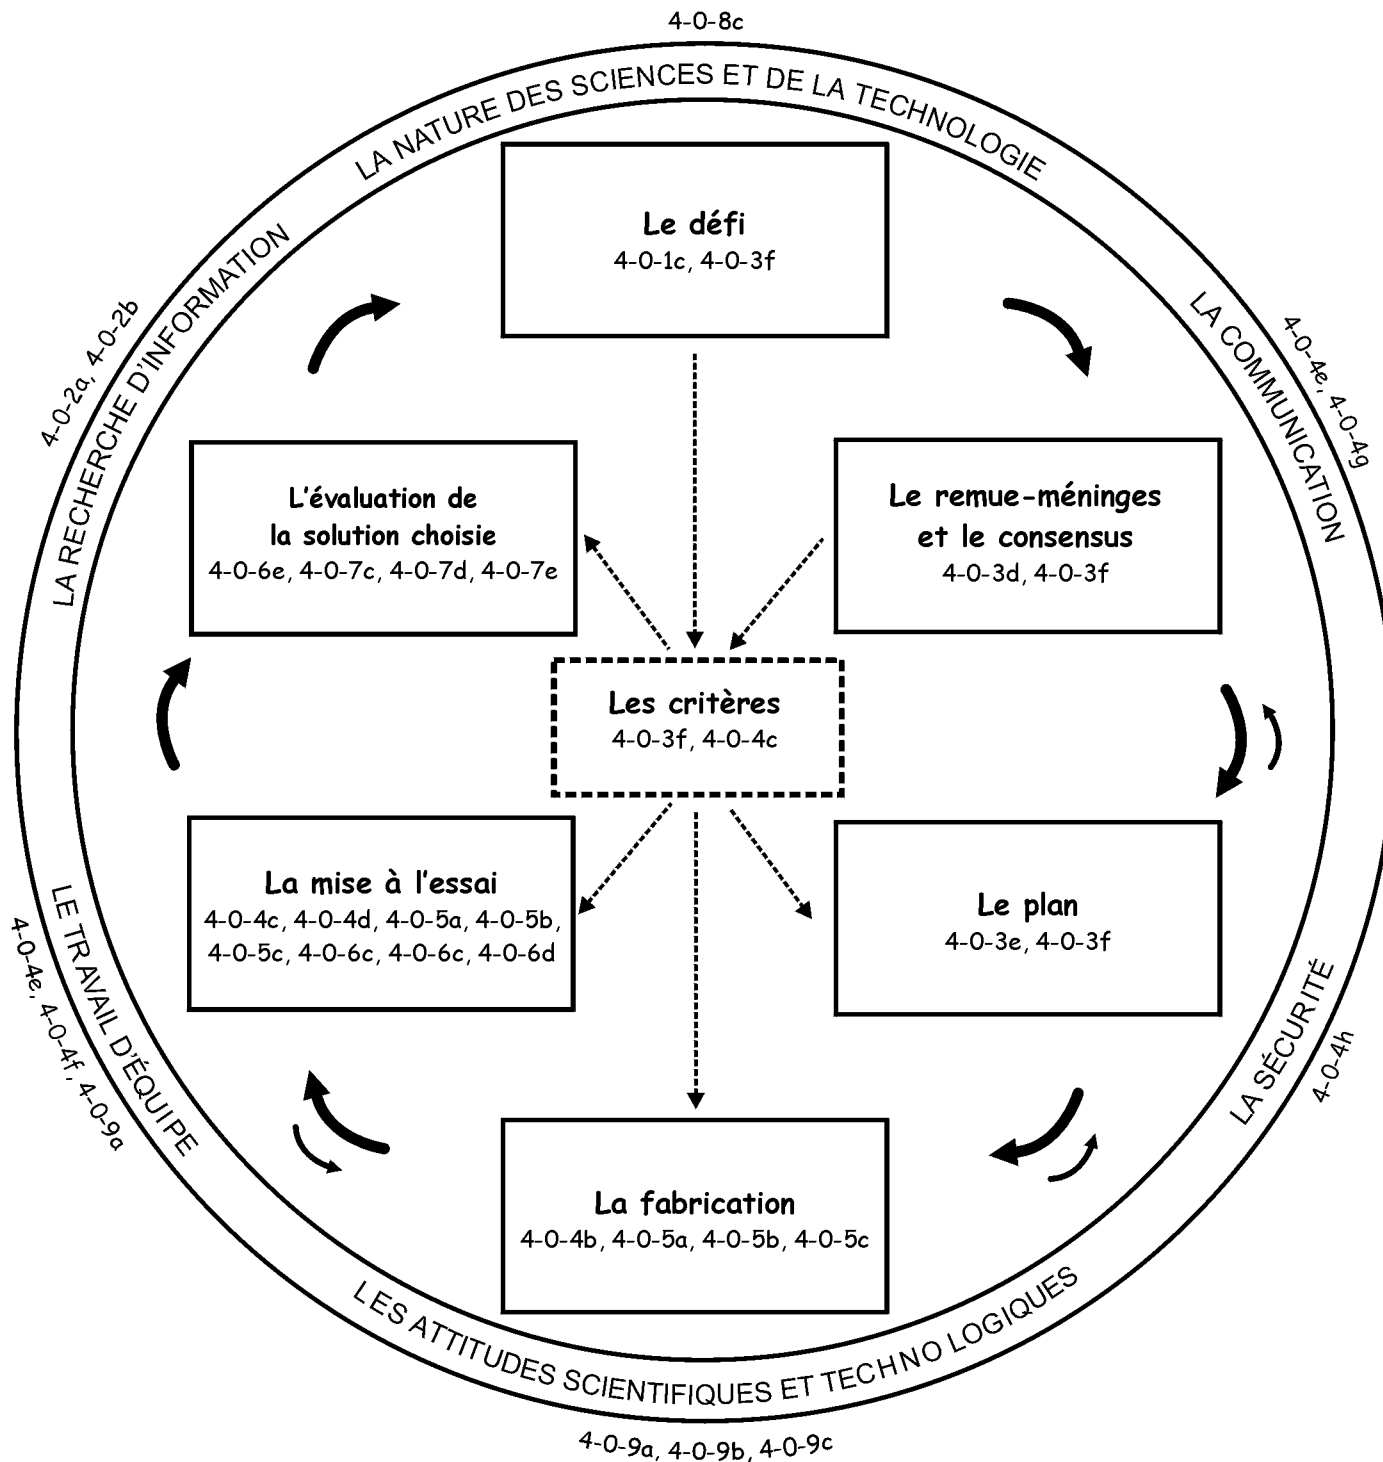 4-0-8c
LA NATURE DES SCIENCES ET DE LA TECHNOLOGIE
Le défi
4-0-1c, 4-0-3f
4-0-2a, 4-0-2b
LA RECHERCHE D'INFORMATION
LA COMMUNICATION
4-0-4e, 4-0-4g
L'évaluation de
la solution choisie
4-0-6e, 4-0-7c, 4-0-7d, 4-0-7e
Le remue-méninges
et le consensus
4-0-3d, 4-0-3f
Les critères
4-0-3f, 4-0-4c
La mise à l'essai
4-0-4c, 4-0-4d, 4-0-5a, 4-0-5b,
4-0-5c, 4-0-6c, 4-0-6c, 4-0-6d
Le plan
4-0-3e, 4-0-3f
LE TRAVAIL D'ÉQUIPE
4-0-4e, 4-0-4f, 4-0-9a
LA SÉCURITÉ
4-0-4h
La fabrication
4-0-4b, 4-0-5a, 4-0-5b, 4-0-5c
LES ATTITUDES SCIENTIFIQUES ET TECHNOLOGIQUES
4-0-9a, 4-0-9b, 4-0-9c